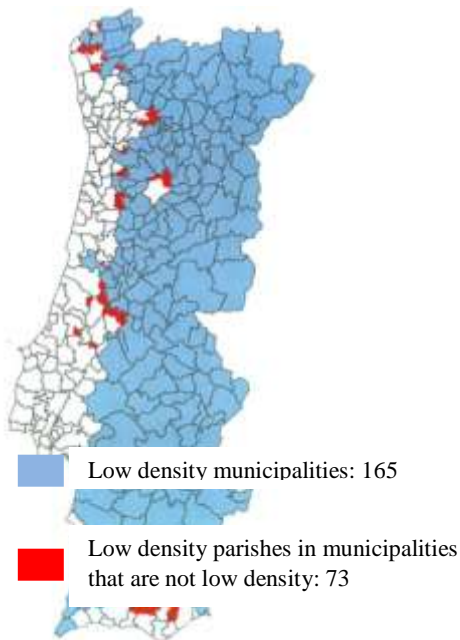 Low density municipalities: 165
Low density parishes in municipalities
that are not low density: 73